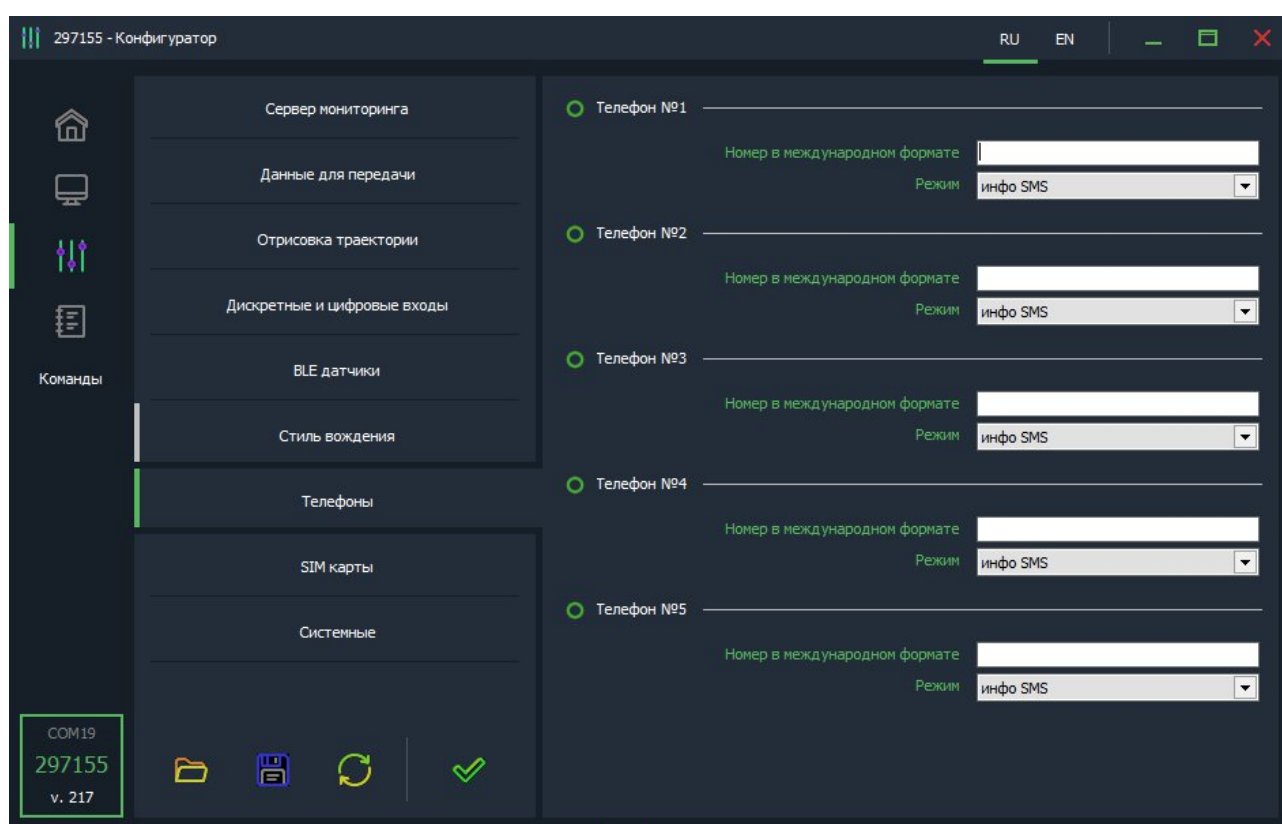 297155 - Конфигуратор
RU EN
Сервер мониторинга
Данные для передачи
Отрисовка траектории
Дискретные и цифровые входы
BLE датчики
Стиль вождения
Телефоны
SIM карты
Системные
Команды
COM19
297155
v. 217
Телефон №1
Номер в международном формате
Режим инфо SMS
Телефон №2
Номер в международном формате
Режим инфо SMS
Телефон №3
Номер в международном формате
Режим инфо SMS
Телефон №4
Номер в международном формате
Режим инфо SMS
Телефон №5
Номер в международном формате
Режим инфо SMS